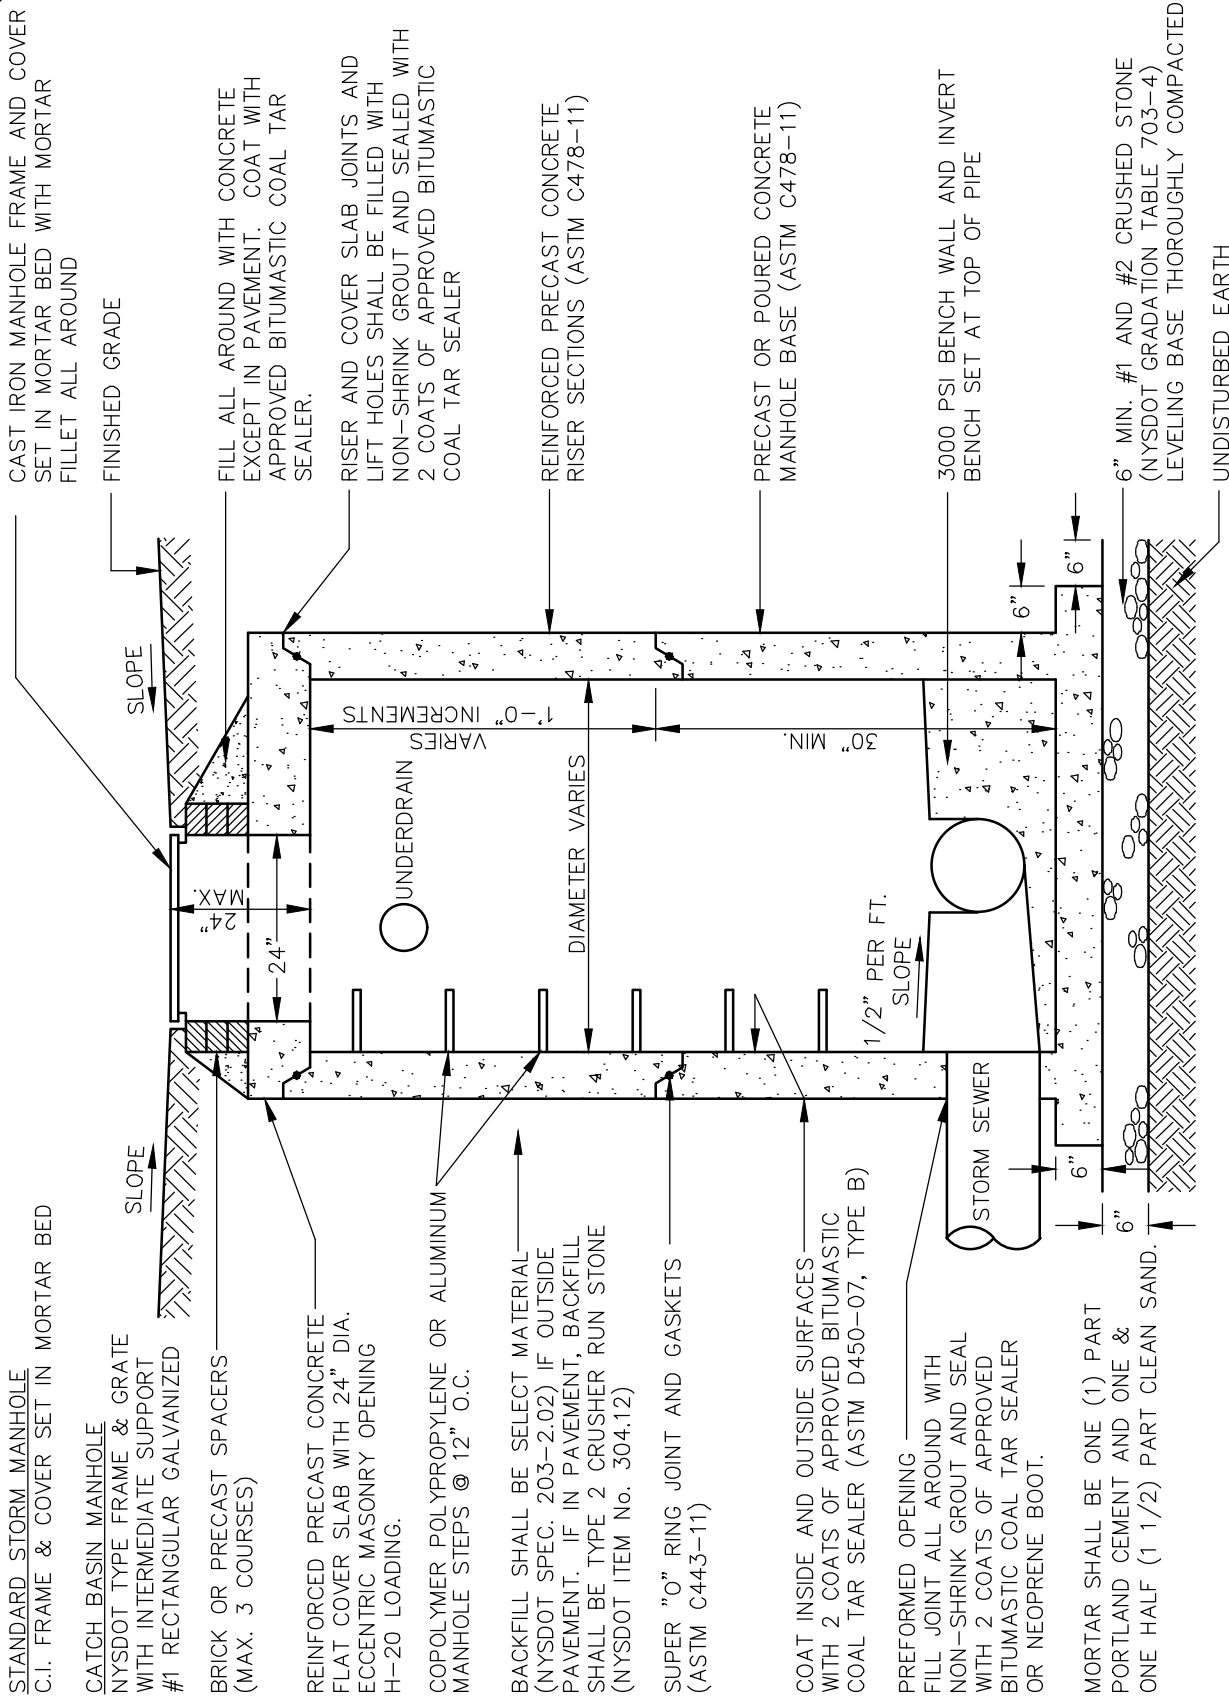 STANDARD STORM MANHOLE
C.I. FRAME & COVER SET IN MORTAR BED
CATCH BASIN MANHOLE
NYSDOT TYPE FRAME & GRATE
WITH INTERMEDIATE SUPPORT
#1 RECTANGULAR GALVANIZED
BRICK OR PRECAST SPACERS
(MAX. 3 COURSES)
REINFORCED PRECAST CONCRETE
FLAT COVER SLAB WITH 24" DIA.
ECCENTRIC MASONRY OPENING
H-20 LOADING.
COPOLYMER POLYPROPYLENE OR ALUMINUM
MANHOLE STEPS @ 12" O.C.
BACKFILL SHALL BE SELECT MATERIAL
(NYSDOT SPEC. 203-2.02) IF OUTSIDE
PAVEMENT. IF IN PAVEMENT, BACKFILL
SHALL BE TYPE 2 CRUSHER RUN STONE
(NYSDOT ITEM No. 304.12)
SUPER "O" RING JOINT AND GASKETS
(ASTM C443-11)
COAT INSIDE AND OUTSIDE SURFACES
WITH 2 COATS OF APPROVED BITUMASTIC
COAL TAR SEALER (ASTM D450-07, TYPE B)
PREFORMED OPENING
FILL JOINT ALL AROUND WITH
NON-SHRINK GROUT AND SEAL
WITH 2 COATS OF APPROVED
BITUMASTIC COAL TAR SEALER
OR NEOPRENE BOOT.
MORTAR SHALL BE ONE (1) PART
PORTLAND CEMENT AND ONE &
ONE HALF (1 1/2) PART CLEAN SAND.
SLOPE
SLOPE
24"
MAX.
24"
UNDERDRAIN
VARIES
1'-0" INCREMENTS
DIAMETER VARIES
30" MIN.
1/2" PER FT.
SLOPE
STORM SEWER
6"
6"
6"
6"
CAST IRON MANHOLE FRAME AND COVER
SET IN MORTAR BED WITH MORTAR
FILLET ALL AROUND
FINISHED GRADE
FILL ALL AROUND WITH CONCRETE
EXCEPT IN PAVEMENT. COAT WITH
APPROVED BITUMASTIC COAL TAR
SEALER.
RISER AND COVER SLAB JOINTS AND
LIFT HOLES SHALL BE FILLED WITH
NON-SHRINK GROUT AND SEALED WITH
2 COATS OF APPROVED BITUMASTIC
COAL TAR SEALER
REINFORCED PRECAST CONCRETE
RISER SECTIONS (ASTM C478-11)
PRECAST OR POURED CONCRETE
MANHOLE BASE (ASTM C478-11)
3000 PSI BENCH WALL AND INVERT
BENCH SET AT TOP OF PIPE
6" MIN. #1 AND #2 CRUSHED STONE
(NYSDOT GRADATION TABLE 703-4)
LEVELING BASE THOROUGHLY COMPACTED
UNDISTURBED EARTH